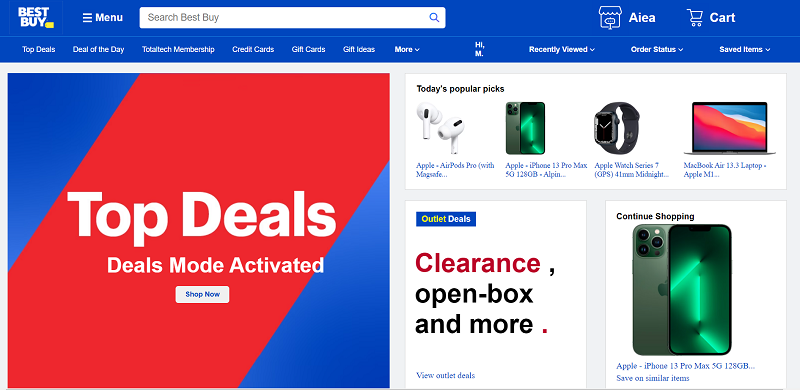 BEST
BUY
Menu
Search Best Buy
Aiea
Cart
Top Deals
Deal of the Day
Totaltech Membership
Credit Cards
Gift Cards
Gift Ideas
More
Hi,
M.
Recently Viewed
Order Status
Saved Items
Top Deals
Deals Mode Activated
Shop Now
Today's popular picks
Apple - AirPods Pro (with
Magsafe...
Apple - iPhone 13 Pro Max
5G 128GB - Alpin...
Apple Watch Series 7
(GPS) 41mm Midnight...
MacBook Air 13.3 Laptop -
Apple M1...
Outlet Deals
Clearance ,
open-box
and more .
View outlet deals
Continue Shopping
Apple - iPhone 13 Pro Max 5G 128GB...
Save on similar items